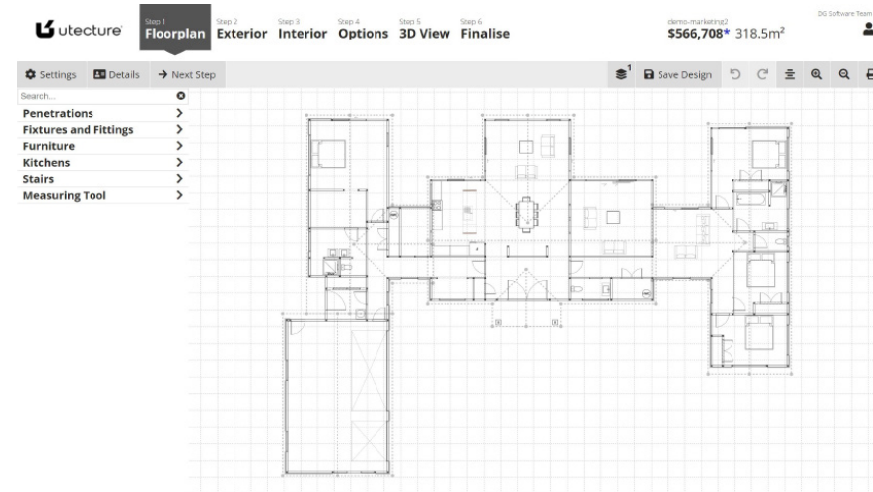 DG Software Team
utecture
Step 1
Floorplan
Step 2
Exterior
Step 3
Interior
Step 4
Options
Step 5
3D View
Step 6
Finalise
demo-marketing2
$566,708* 318.5m²
Settings
Details
Next Step
1
Save Design
Search...
Penetrations
Fixtures and Fittings
Furniture
Kitchens
Stairs
Measuring Tool